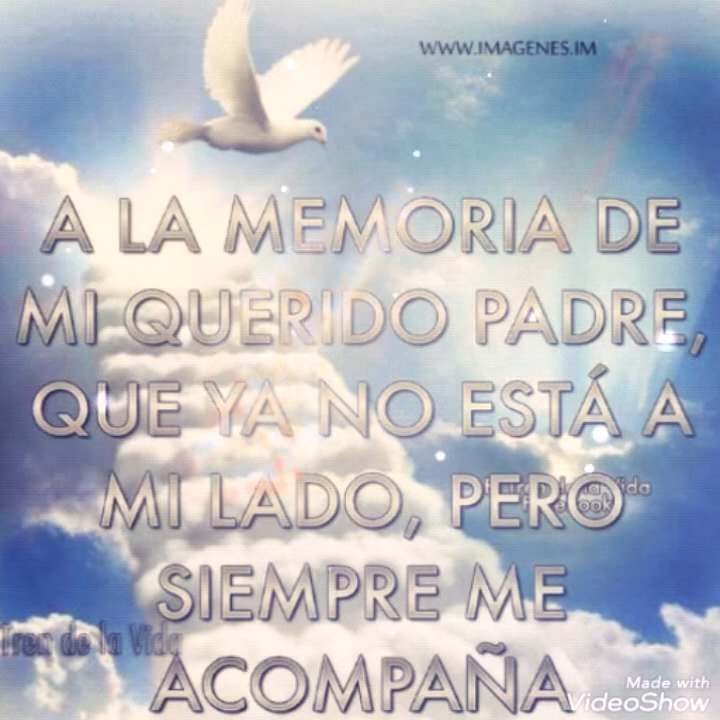 WWW.IMAGENES.IM
A LA MEMORIA DE
MI QUERIDO PADRE,
QUE YA NO ESTÁ A
MI LADO, PERO
SIEMPRE ME
Tren de la Vida
ACOMPAÑA
Made with
VideoShow